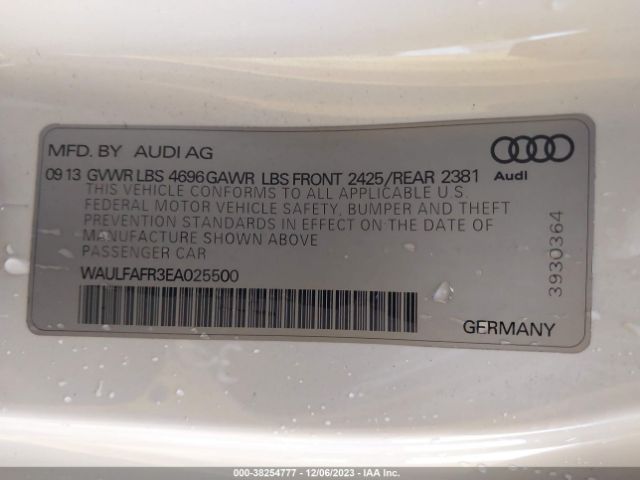 MFD. BY AUDI AG
Audi
09 13 GVWR LBS 4696 GAWR LBS FRONT 2425/REAR 2381
THIS VEHICLE CONFORMS TO ALL APPLICABLE U.S.
FEDERAL MOTOR VEHICLE SAFETY, BUMPER AND THEFT
PREVENTION STANDARDS IN EFFECT ON THE DATE OF
MANUFACTURE SHOWN ABOVE
PASSENGER CAR
WAULFAFR3EA025500
3930364
GERMANY
000-38254777 - 12/06/2023 - IAAI